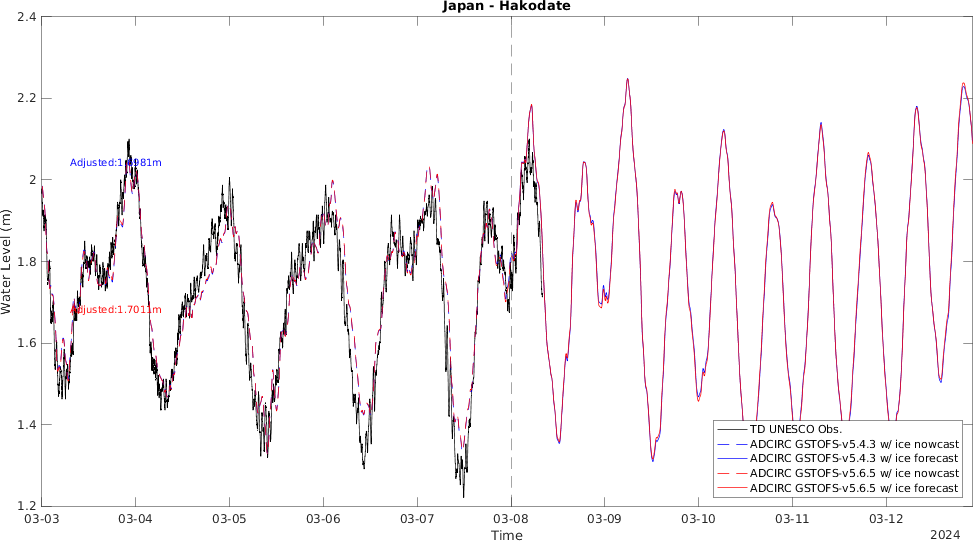 Japan - Hakodate
2.4
2.2
2
1.8
1.6
1.4
1.2
Water Level (m)
Adjusted:1.6981m
Adjusted:1.7011m
TD UNESCO Obs.
ADCIRC GSTOFS-v5.4.3 w/ ice nowcast
ADCIRC GSTOFS-v5.4.3 w/ ice forecast
ADCIRC GSTOFS-v5.6.5 w/ ice nowcast
ADCIRC GSTOFS-v5.6.5 w/ ice forecast
03-03 03-04 03-05 03-06 03-07 03-08 03-09 03-10 03-11 03-12
Time
2024